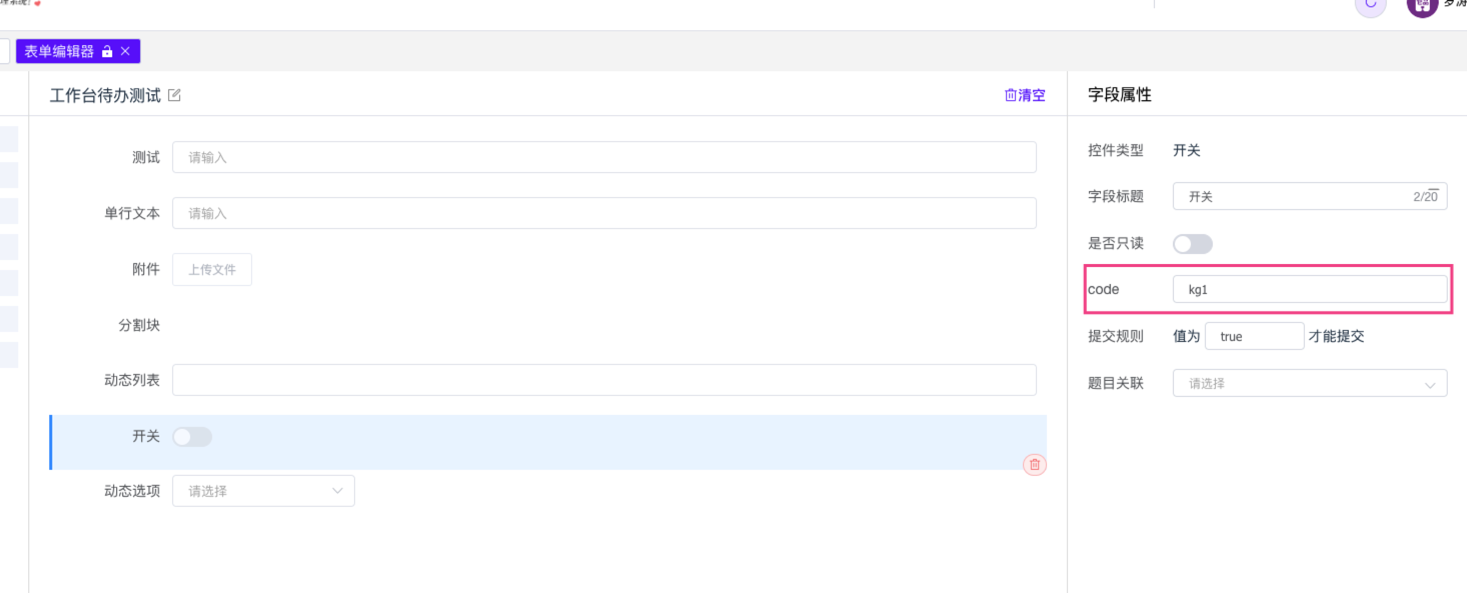 表单编辑器
工作台待办测试
清空
测试 请输入
单行文本 请输入
附件 上传文件
分割块
动态列表
开关
动态选项 请选择
字段属性
控件类型 开关
字段标题 开关 2/20
是否只读
code kg1
提交规则 值为 true 才能提交
题目关联 请选择